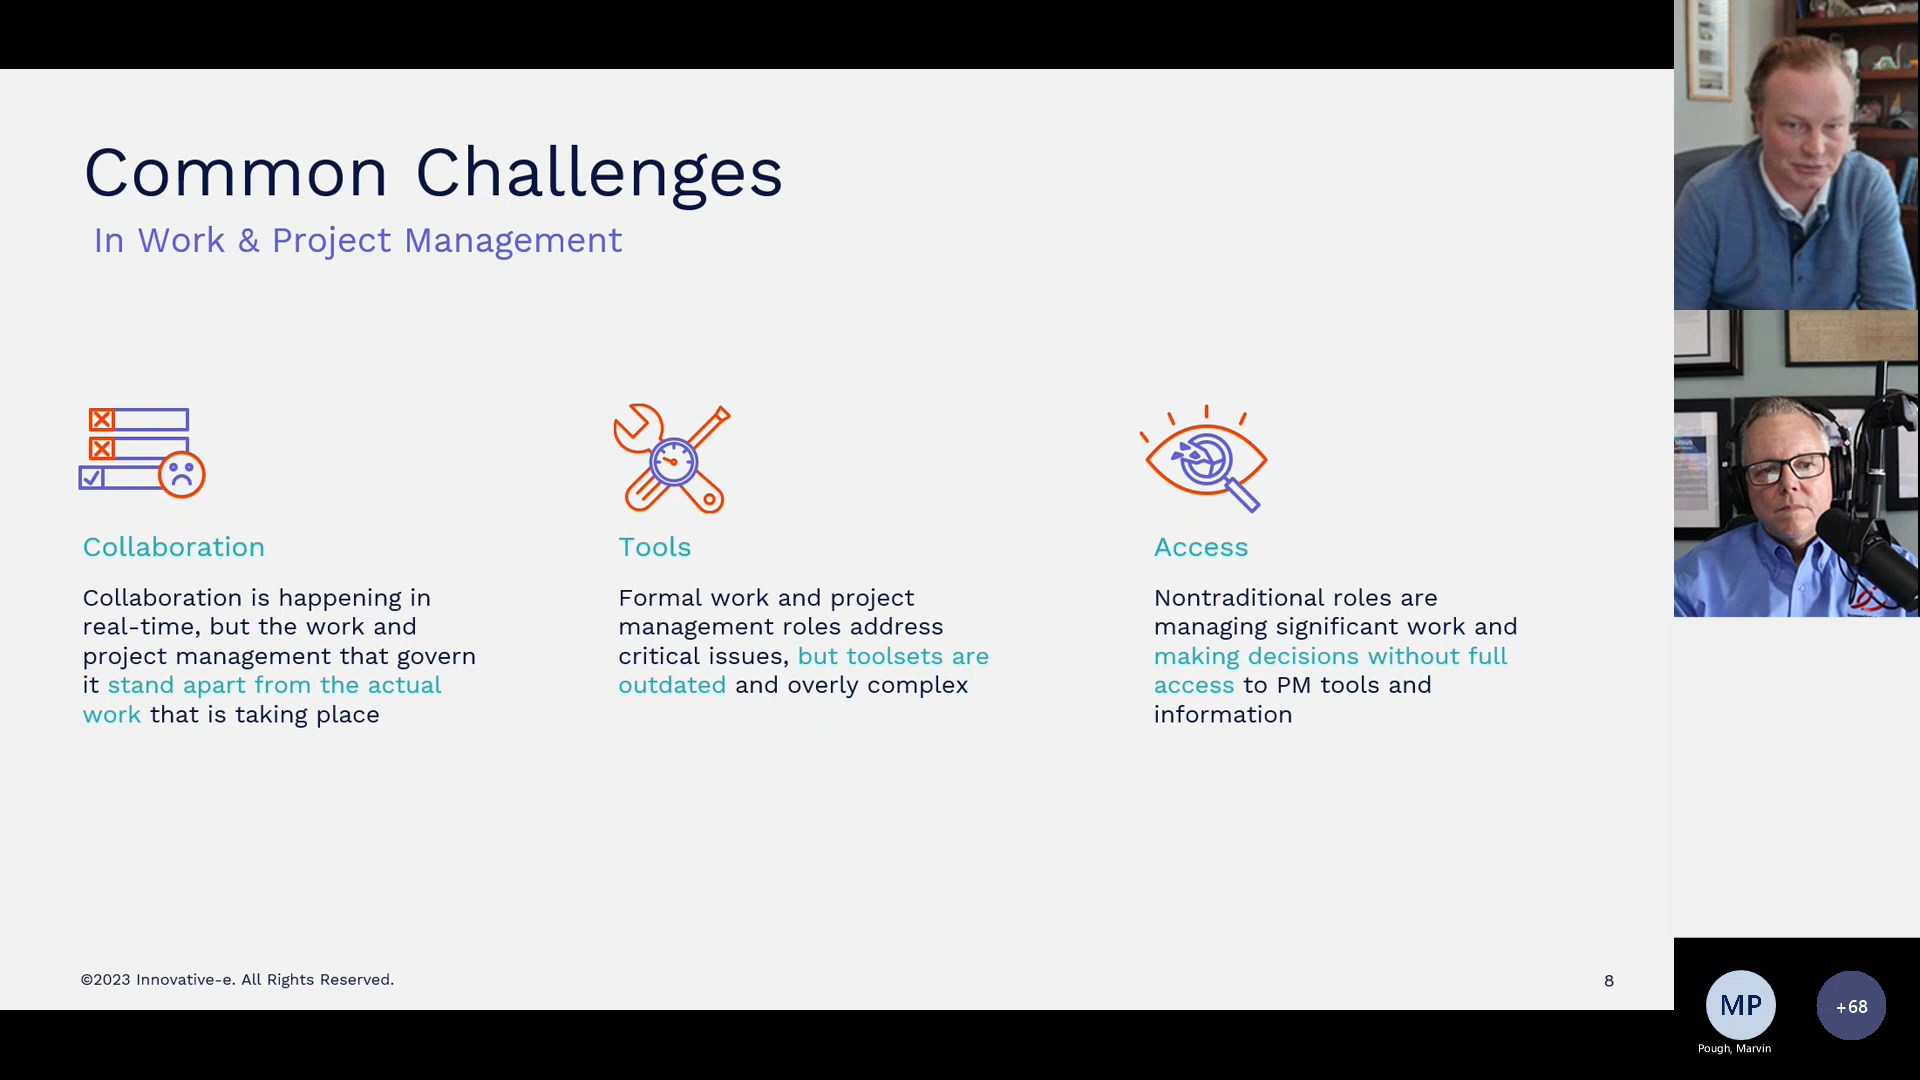 Common Challenges
In Work & Project Management
Collaboration
Collaboration is happening in
real-time, but the work and
project management that govern
it stand apart from the actual
work that is taking place
Tools
Formal work and project
management roles address
critical issues, but toolsets are
outdated and overly complex
Access
Nontraditional roles are
managing significant work and
making decisions without full
access to PM tools and
information
©2023 Innovative-e. All Rights Reserved.
8
MP
+68
Pough, Marvin